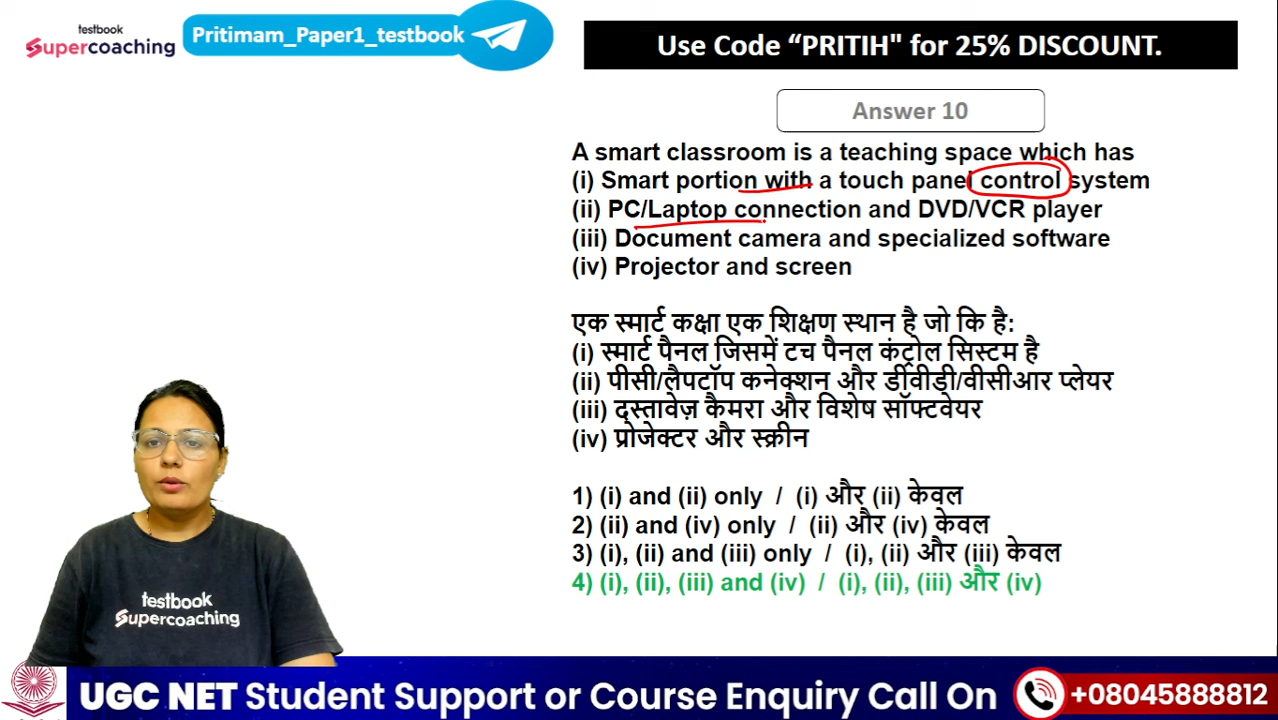 testbook
Supercoaching
Pritimam_Paper1_testbook
Use Code “PRITIH" for 25% DISCOUNT.
Answer 10
A smart classroom is a teaching space which has
(i) Smart portion with a touch panel control system
(ii) PC/Laptop connection and DVD/VCR player
(iii) Document camera and specialized software
(iv) Projector and screen
एक स्मार्ट कक्षा एक शिक्षण स्थान है जो कि है:
(i) स्मार्ट पैनल जिसमें टच पैनल कंट्रोल सिस्टम है
(ii) पीसी/लैपटॉप कनेक्शन और डीवीडी/वीसीआर प्लेयर
(iii) दस्तावेज़ कैमरा और विशेष सॉफ्टवेयर
(iv) प्रोजेक्टर और स्क्रीन
1) (i) and (ii) only / (i) और (ii) केवल
2) (ii) and (iv) only / (ii) और (iv) केवल
3) (i), (ii) and (iii) only / (i), (ii) और (iii) केवल
4) (i), (ii), (iii) and (iv) / (i), (ii), (iii) और (iv)
testbook
Supercoaching
UGC NET Student Support or Course Enquiry Call On +08045888812